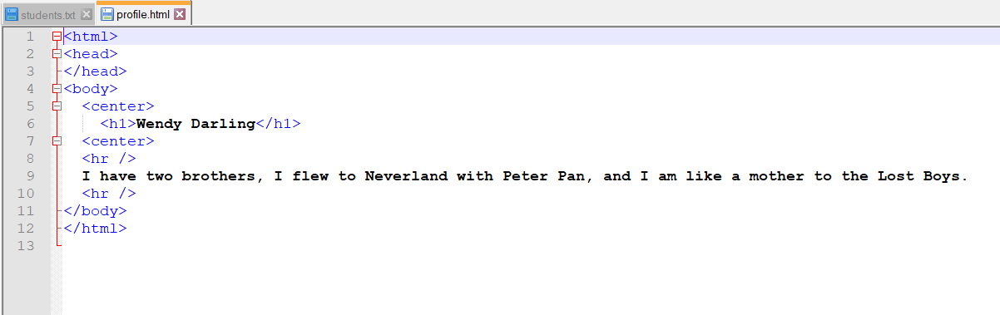 students.txt profile.html
1 <html>
2 <head>
3 </head>
4 <body>
5 <center>
6 <h1>Wendy Darling</h1>
7 <center>
8 <hr />
9 I have two brothers, I flew to Neverland with Peter Pan, and I am like a mother to the Lost Boys.
10 <hr />
11 </body>
12 </html>
13